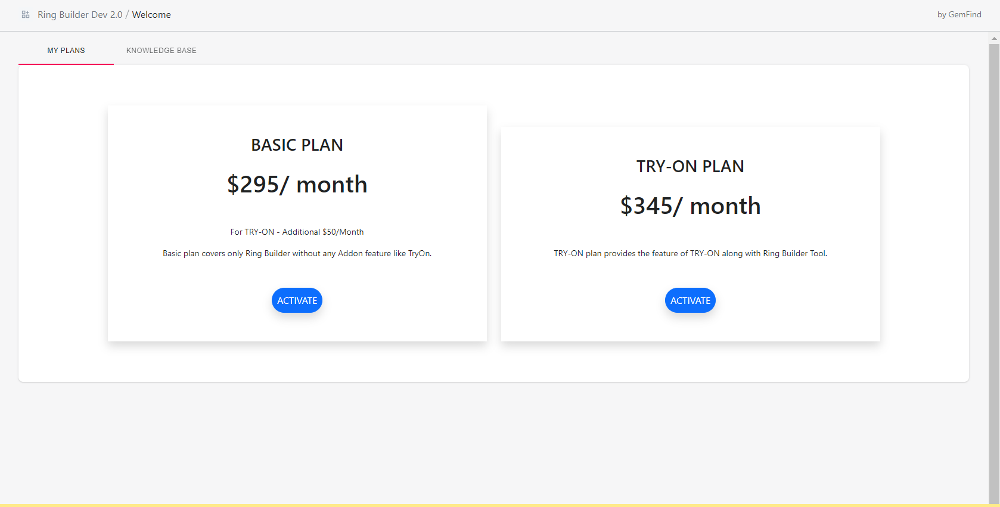 Ring Builder Dev 2.0 / Welcome
by GemFind
MY PLANS
KNOWLEDGE BASE
BASIC PLAN
$295/ month
For TRY-ON - Additional $50/Month
Basic plan covers only Ring Builder without any Addon feature like TryOn.
ACTIVATE
TRY-ON PLAN
$345/ month
TRY-ON plan provides the feature of TRY-ON along with Ring Builder Tool.
ACTIVATE